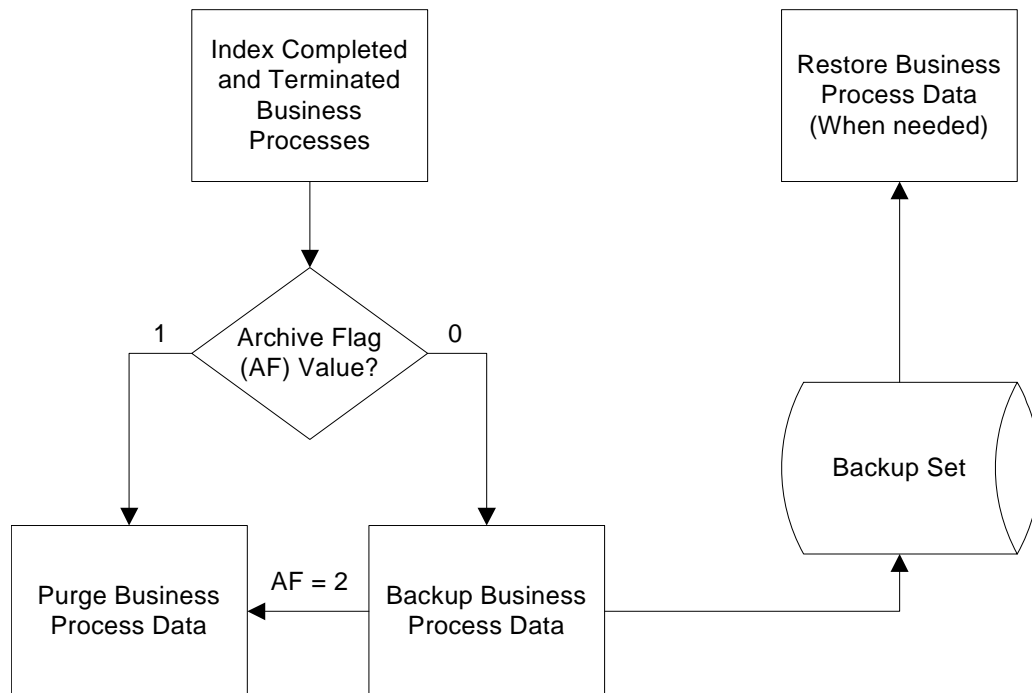 Index Completed
and Terminated
Business
Processes
Restore Business
Process Data
(When needed)
1
Archive Flag
(AF) Value?
0
Backup Set
Purge Business
Process Data
AF = 2
Backup Business
Process Data